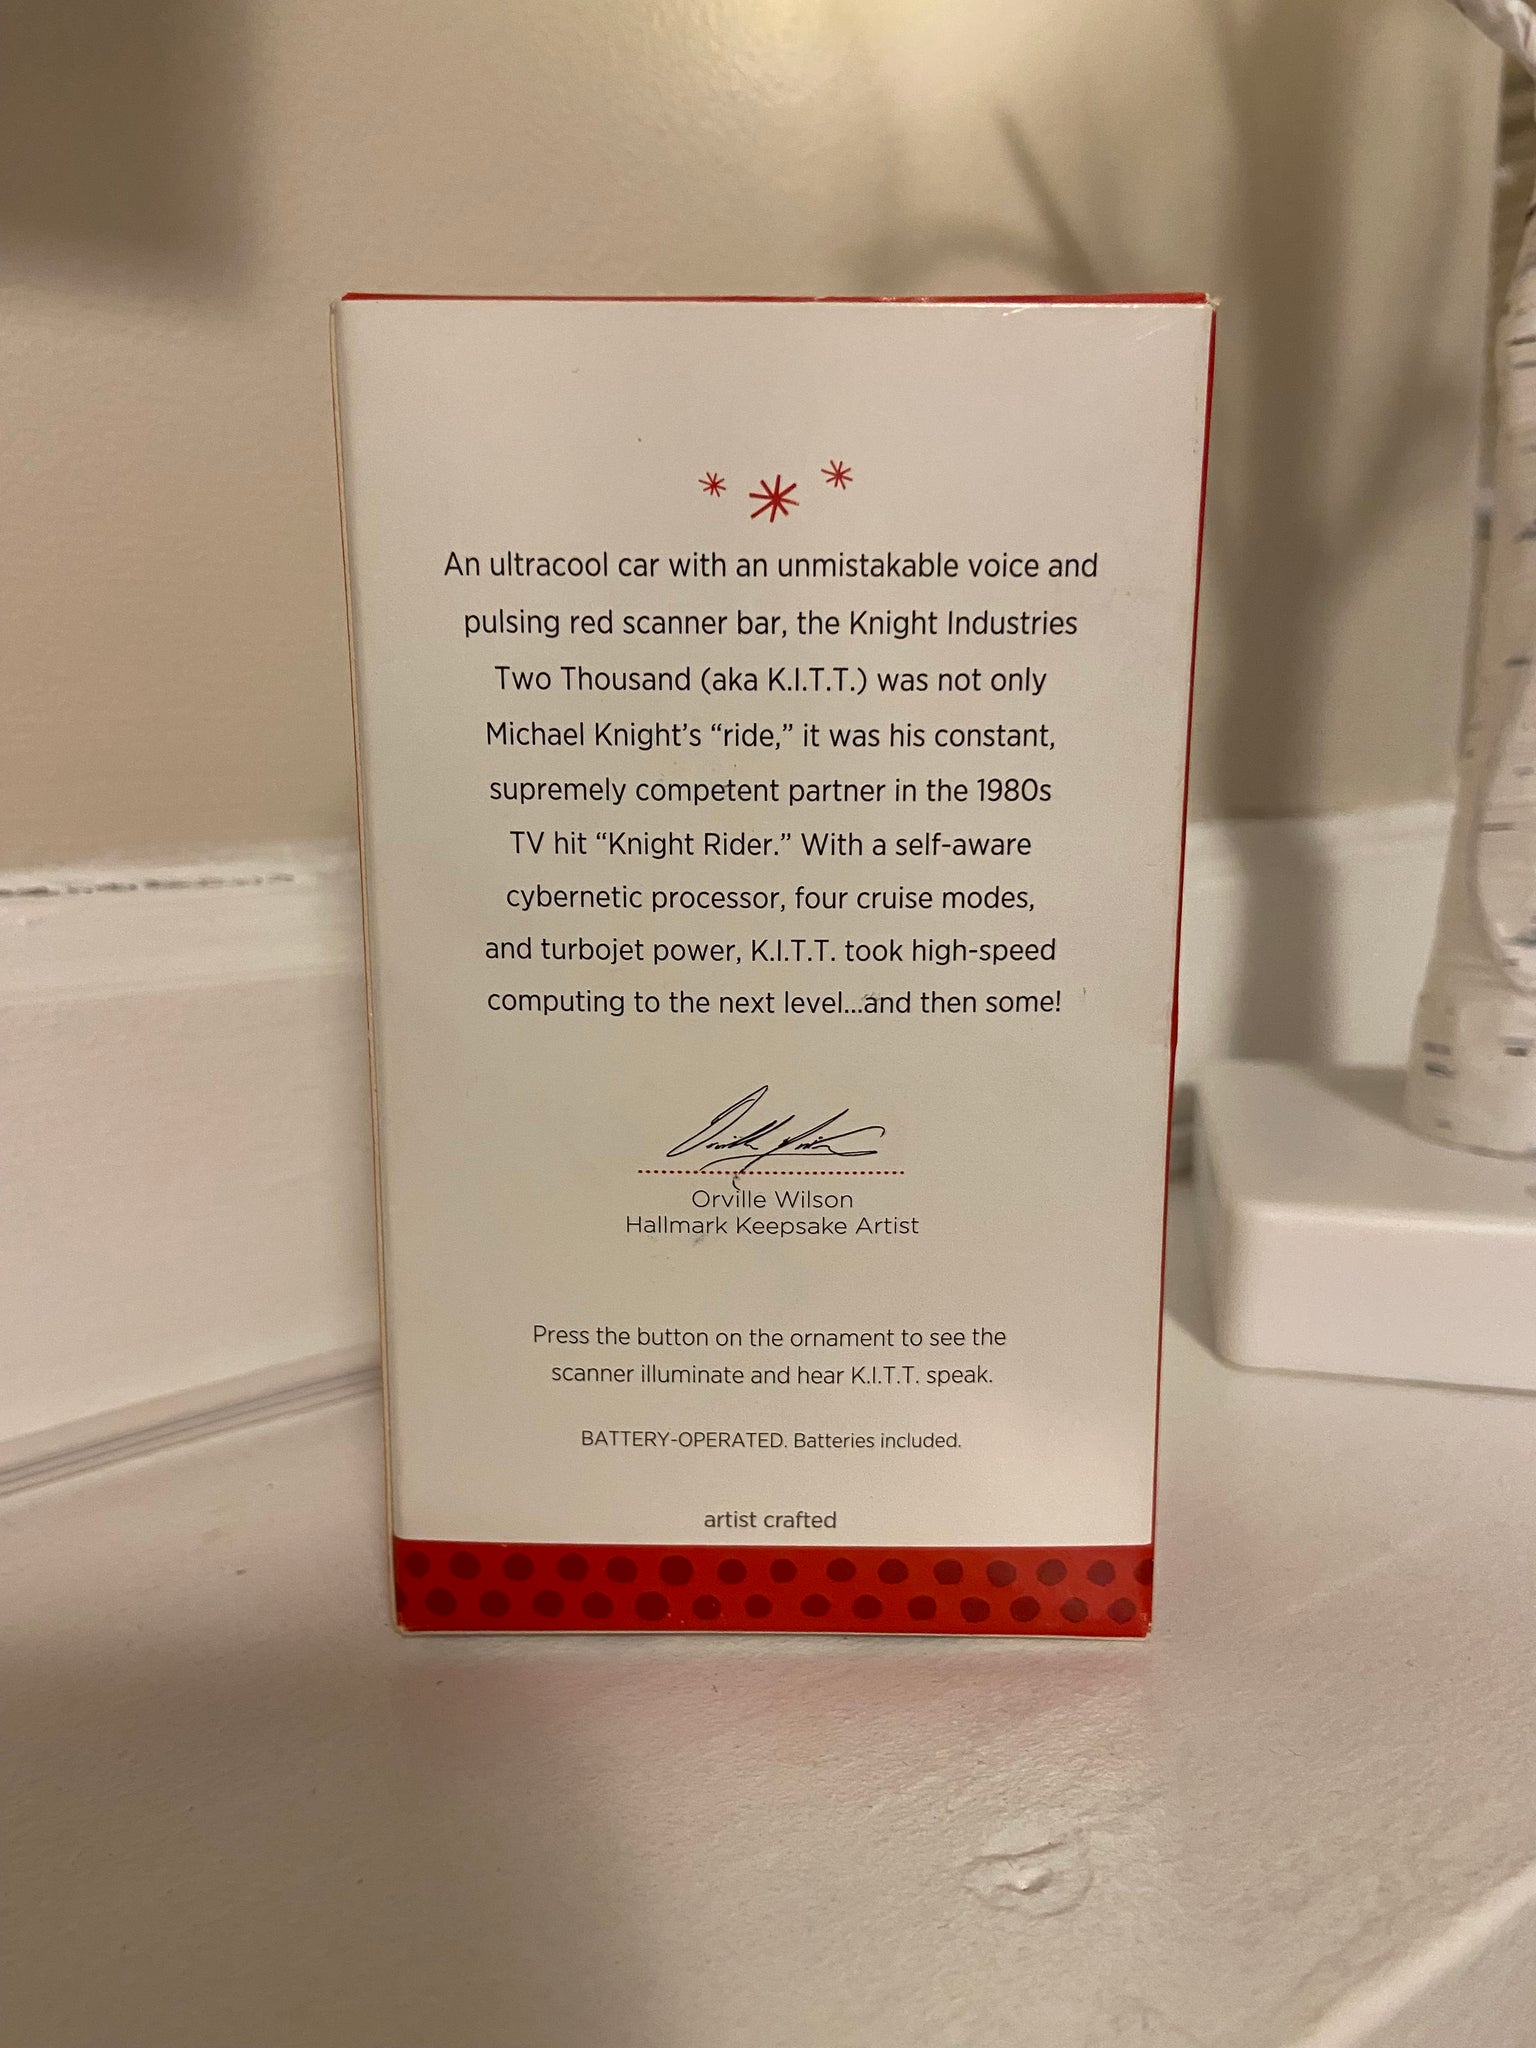 An ultracool car with an unmistakable voice and
pulsing red scanner bar, the Knight Industries
Two Thousand (aka K.I.T.T.) was not only
Michael Knight’s “ride,” it was his constant,
supremely competent partner in the 1980s
TV hit “Knight Rider.” With a self-aware
cybernetic processor, four cruise modes,
and turbojet power, K.I.T.T. took high-speed
computing to the next level...and then some!
Orville Wilson
Orville Wilson
Hallmark Keepsake Artist
Press the button on the ornament to see the
scanner illuminate and hear K.I.T.T. speak.
BATTERY-OPERATED. Batteries included.
artist crafted